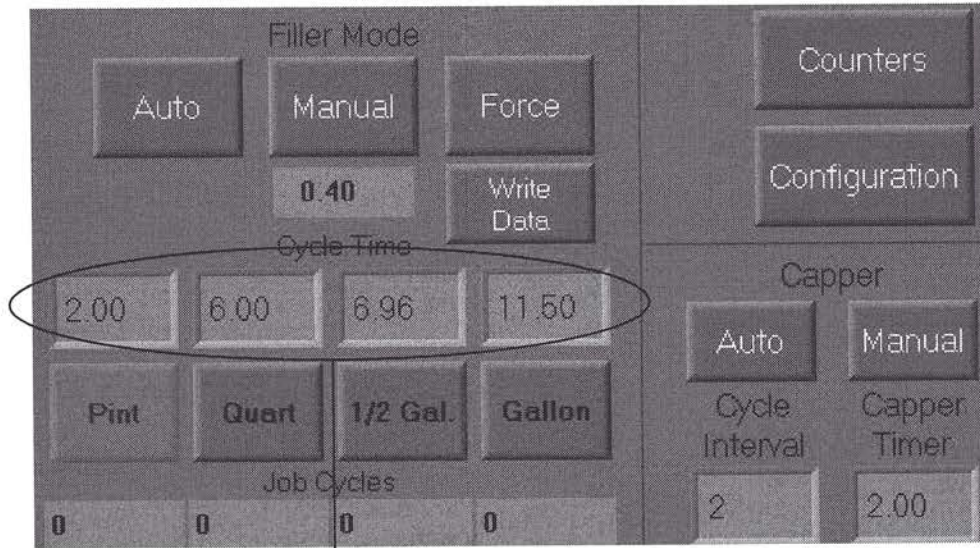 Filler Mode
Auto Manual Force
0.40
Write
Data
Cycle Time
2.00 6.00 6.96 11.50
Pint Quart 1/2 Gal. Gallon
Job Cycles
0 0 0 0
Counters
Configuration
Capper
Auto Manual
Cycle
Interval
Capper
Timer
2 2.00